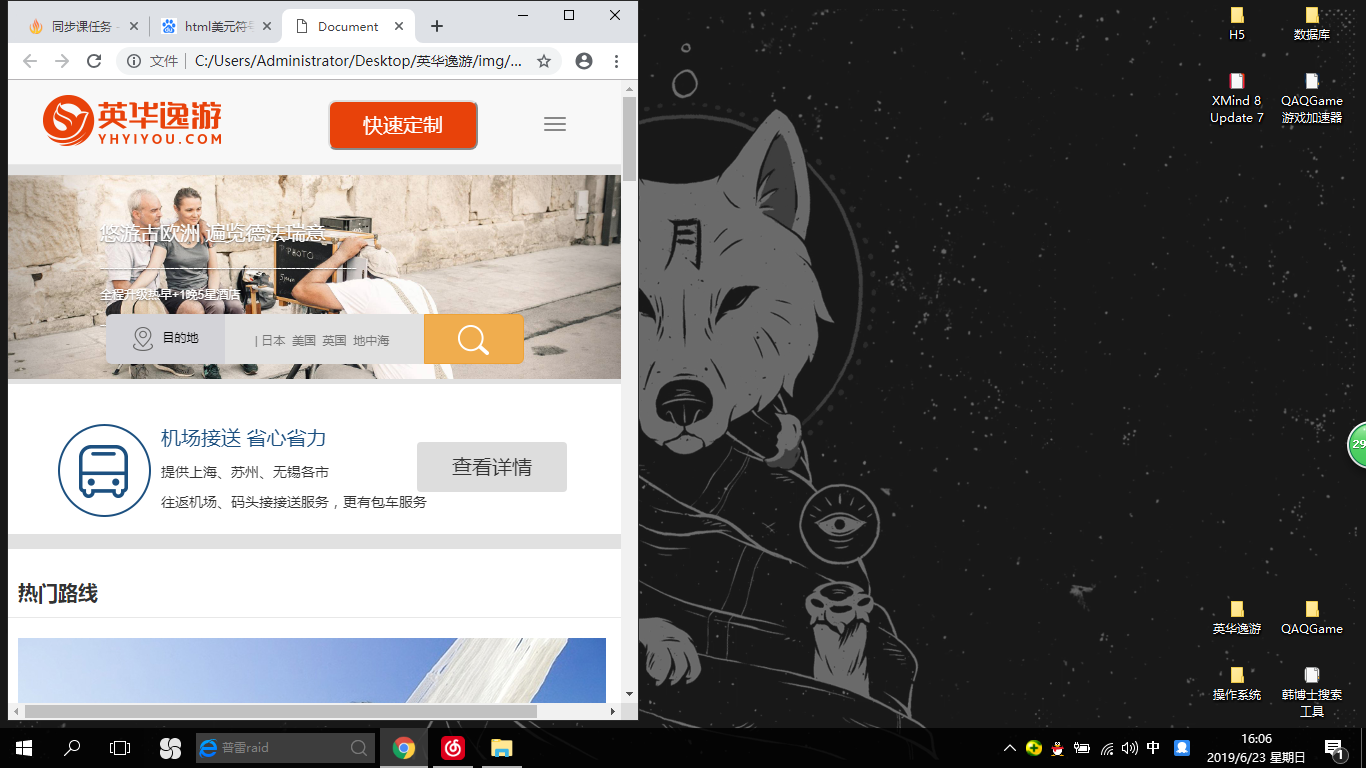 同步课任务 -
html美元符号
Document
文件
C:/Users/Administrator/Desktop/英华逸游/img/...
英华逸游
YHYIYOU.COM
快速定制
悠游古欧洲 遍览德法瑞意
PHOTO
全程升级热早+1晚5星酒店
目的地
| 日本 美国 英国 地中海
机场接送 省心省力
提供上海、苏州、无锡各市
往返机场、码头接接送服务，更有包车服务
查看详情
热门路线
月
H5
数据库
XMind 8
Update 7
QAQGame
游戏加速器
29
英华逸游
QAQGame
操作系统
韩博士搜索
工具
普雷raid
中
16:06
2019/6/23 星期日
1